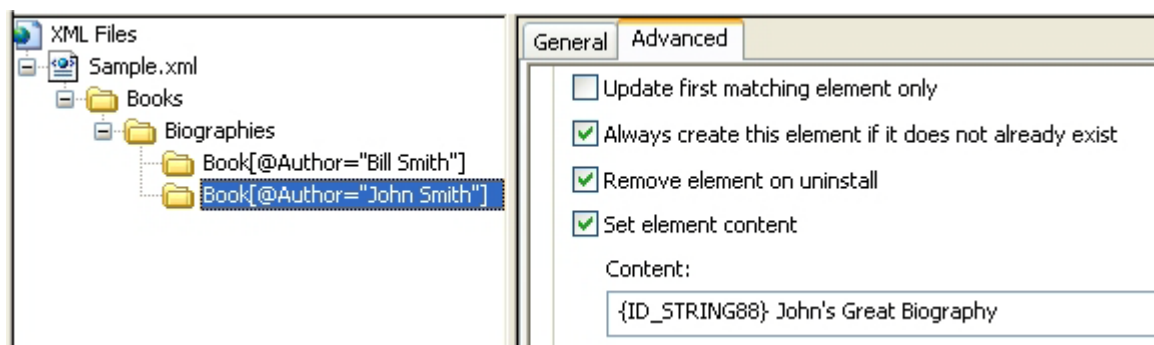 XML Files
Sample.xml
Books
Biographies
Book[@Author="Bill Smith"]
Book[@Author="John Smith"]
General Advanced
Update first matching element only
Always create this element if it does not already exist
Remove element on uninstall
Set element content
Content:
{ID_STRING88} John's Great Biography